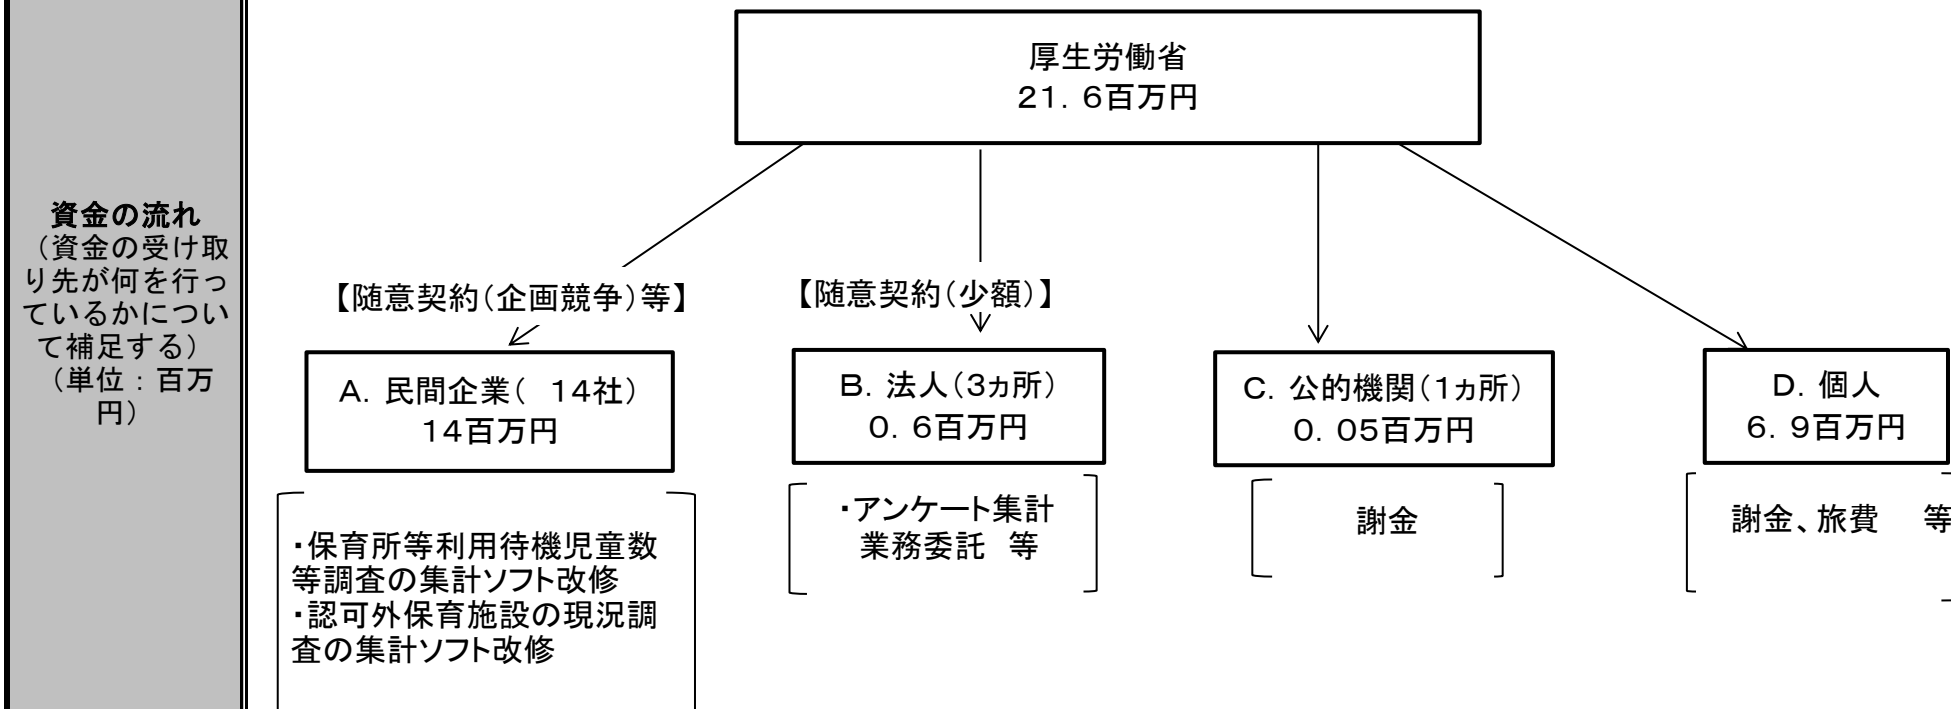 資金の流れ
(資金の受け取
り先が何を行っ
ているかについ
て補足する)
(単位:百万
円)
厚生労働省
21.6百万円
【随意契約(企画競争)等】
【随意契約(少額)】
A.民間企業( 14社)
14百万円
B.法人(3ヵ所)
0.6百万円
C.公的機関(1ヵ所)
0.05百万円
D.個人
6.9百万円
・保育所等利用待機児童数
等調査の集計ソフト改修
・認可外保育施設の現況調
査の集計ソフト改修
・アンケート集計
業務委託 等
謝金
謝金、旅費 等